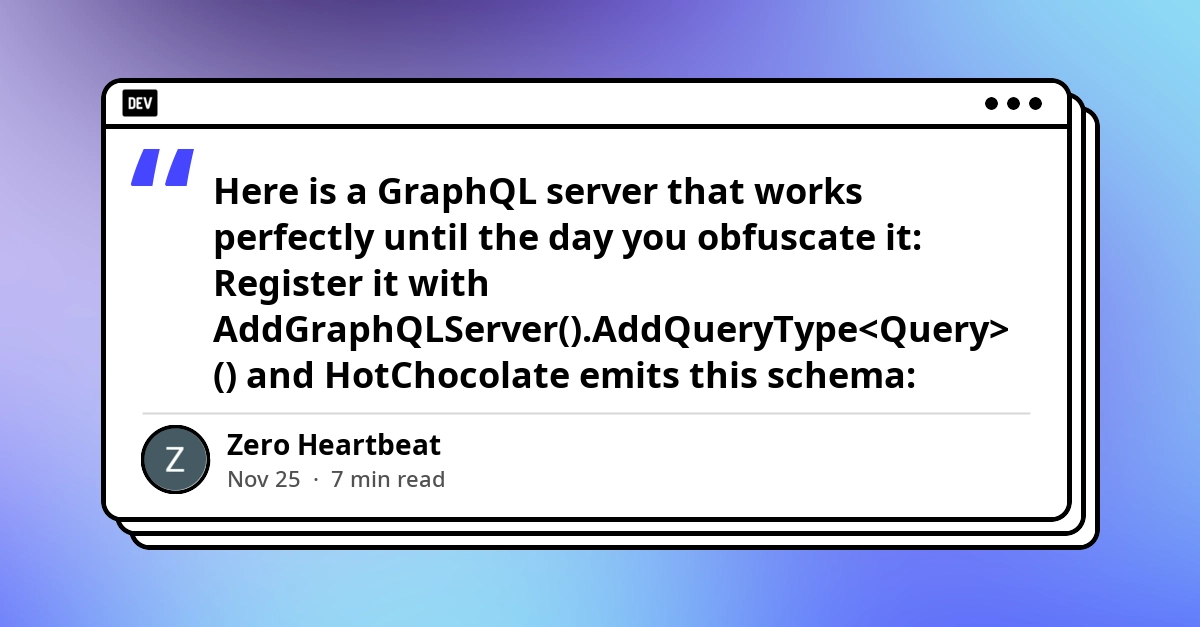 DEV
“
Here is a GraphQL server that works
perfectly until the day you obfuscate it:
Register it with
AddGraphQLServer().AddQueryType<Query>
() and HotChocolate emits this schema:
Z
Zero Heartbeat
Nov 25 · 7 min read